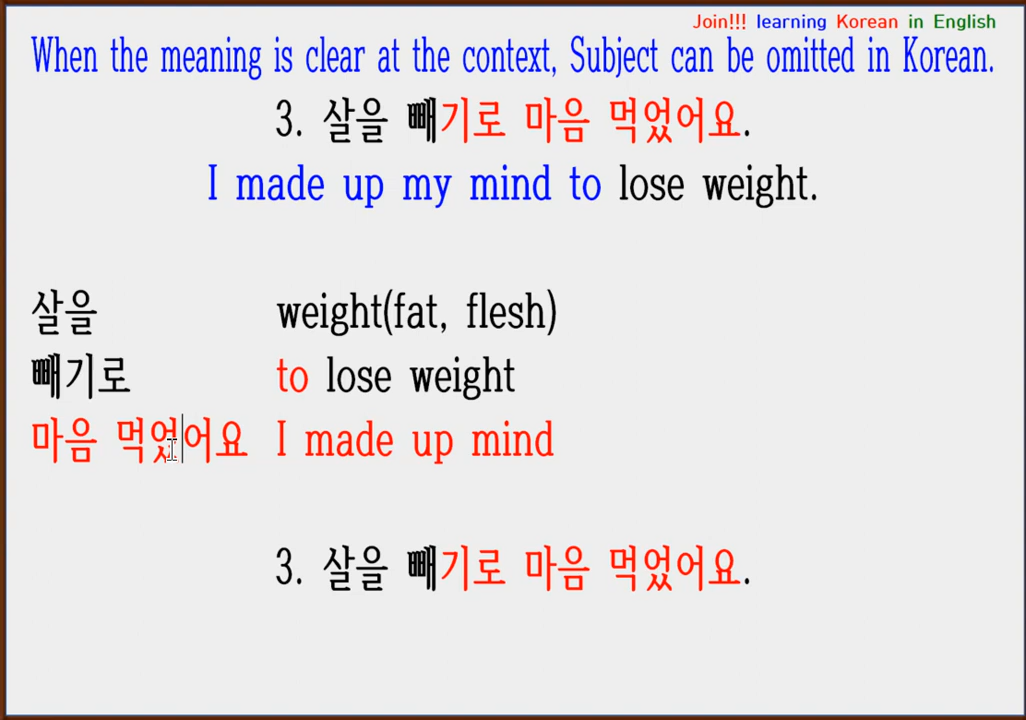 Join!!! learning Korean in English
When the meaning is clear at the context, Subject can be omitted in Korean.
3. 살을 빼기로 마음 먹었어요.
I made up my mind to lose weight.
살을 weight(fat, flesh)
빼기로 to lose weight
마음 먹었어요 I made up mind
3. 살을 빼기로 마음 먹었어요.